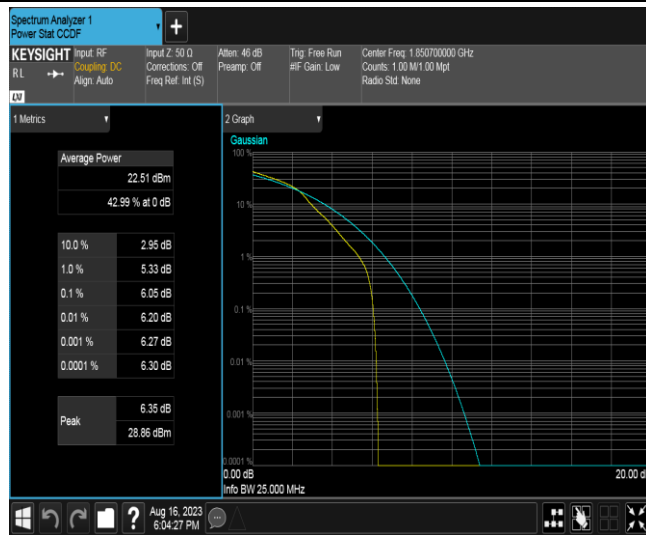 Spectrum Analyzer 1
Power Stat CCDF
+
KEYSIGHT
RL
LXI
Input: RF
Coupling: DC
Align: Auto
Input Z: 50 Ω
Corrections: Off
Freq Ref: Int (S)
Atten: 46 dB
Preamp: Off
Trig: Free Run
#IF Gain: Low
Center Freq: 1.850700000 GHz
Counts: 1.00 M/1.00 Mpt
Radio Std: None
1 Metrics
Average Power
22.51 dBm
42.99 % at 0 dB
10.0 % 2.95 dB
1.0 % 5.33 dB
0.1 % 6.05 dB
0.01 % 6.20 dB
0.001 % 6.27 dB
0.0001 % 6.30 dB
Peak
6.35 dB
28.86 dBm
2 Graph
Gaussian
100 %
10 %
1 %
0.1 %
0.01 %
0.001 %
0.0001 %
0.00 dB
20.00 d
Info BW 25.000 MHz
?
Aug 16, 2023
6:04:27 PM